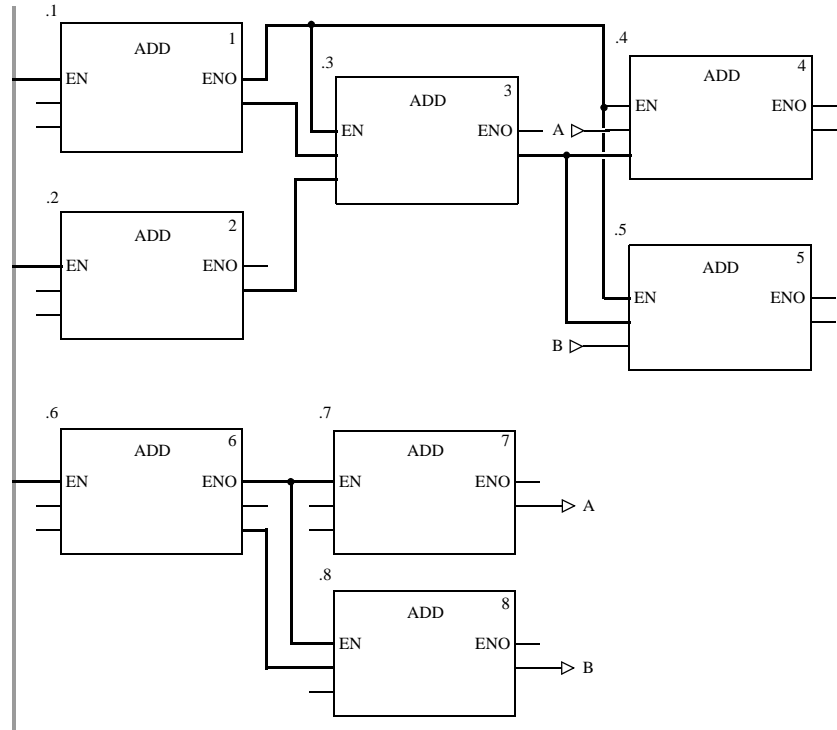 .1
ADD 1
EN ENO
.3
ADD 3
EN ENO
A
.4
ADD 4
EN ENO
.2
ADD 2
EN ENO
.5
ADD 5
EN ENO
B
.6
ADD 6
EN ENO
.7
ADD 7
EN ENO
A
.8
ADD 8
EN ENO
B